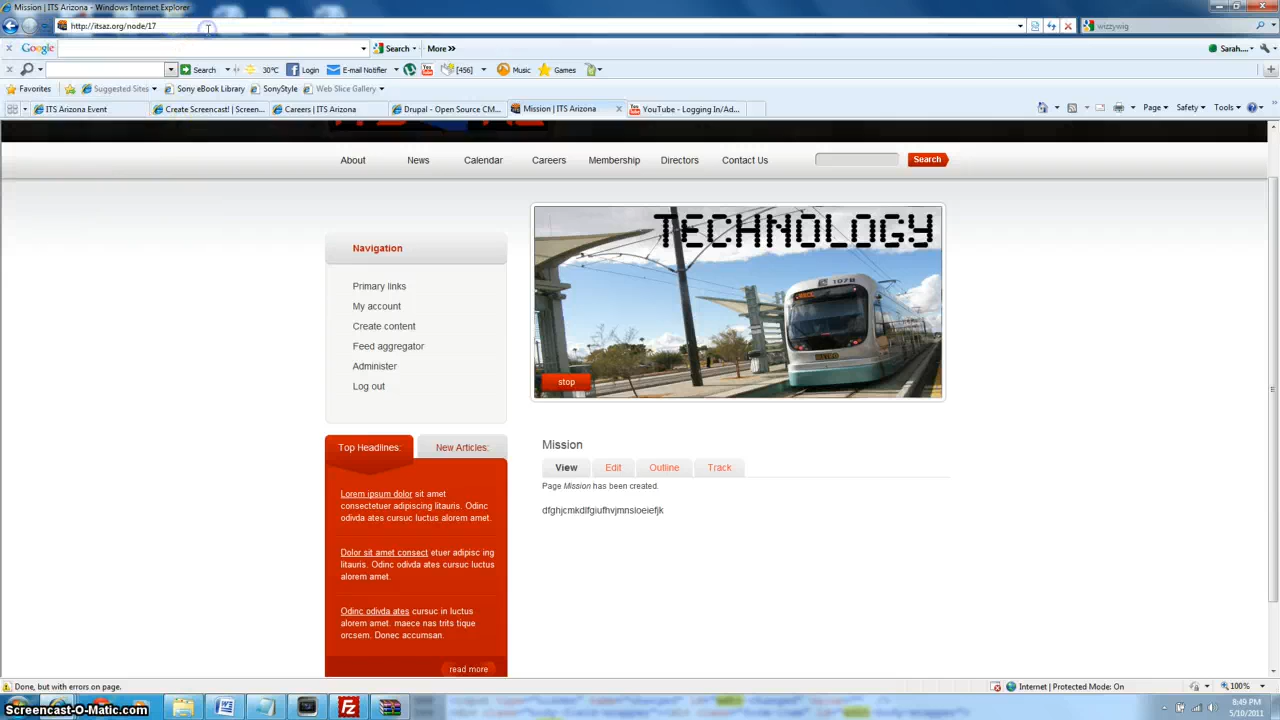 Mission | ITS Arizona - Windows Internet Explorer
http://itsaz.org/node/17
wizzywig
Google
Search
More
Sarah...
Search
30°C
Login
E-mail Notifier
[456]
Music
Games
Favorites
Suggested Sites
Sony eBook Library
SonyStyle
Web Slice Gallery
ITS Arizona Event
Create Screencast! | Screen...
Careers | ITS Arizona
Drupal - Open Source CM...
Mission | ITS Arizona
YouTube - Logging In/Ad...
Page
Safety
Tools
About
News
Calendar
Careers
Membership
Directors
Contact Us
Search
TECHNOLOGY
107B
METRO
stop
Navigation
Primary links
My account
Create content
Feed aggregator
Administer
Log out
Mission
View
Edit
Outline
Track
Page Mission has been created.
dfghjcmkdlfgiufhvjmnsloeiefjk
Top Headlines:
New Articles:
Lorem ipsum dolor sit amet
consectetuer adipiscing litauris. Odinc
odivda ates cursuc luctus alorem amet.
Dolor sit amet consect etuer adipisc ing
litauris. Odinc odivda ates cursuc luctus
alorem amet.
Odinc odivda ates cursuc in luctus
alorem amet. maece nas trits tique
orcsem. Donec accumsan.
read more
Done, but with errors on page.
Internet | Protected Mode: On
100%
Screencast-O-Matic.com
8:49 PM
5/10/2011